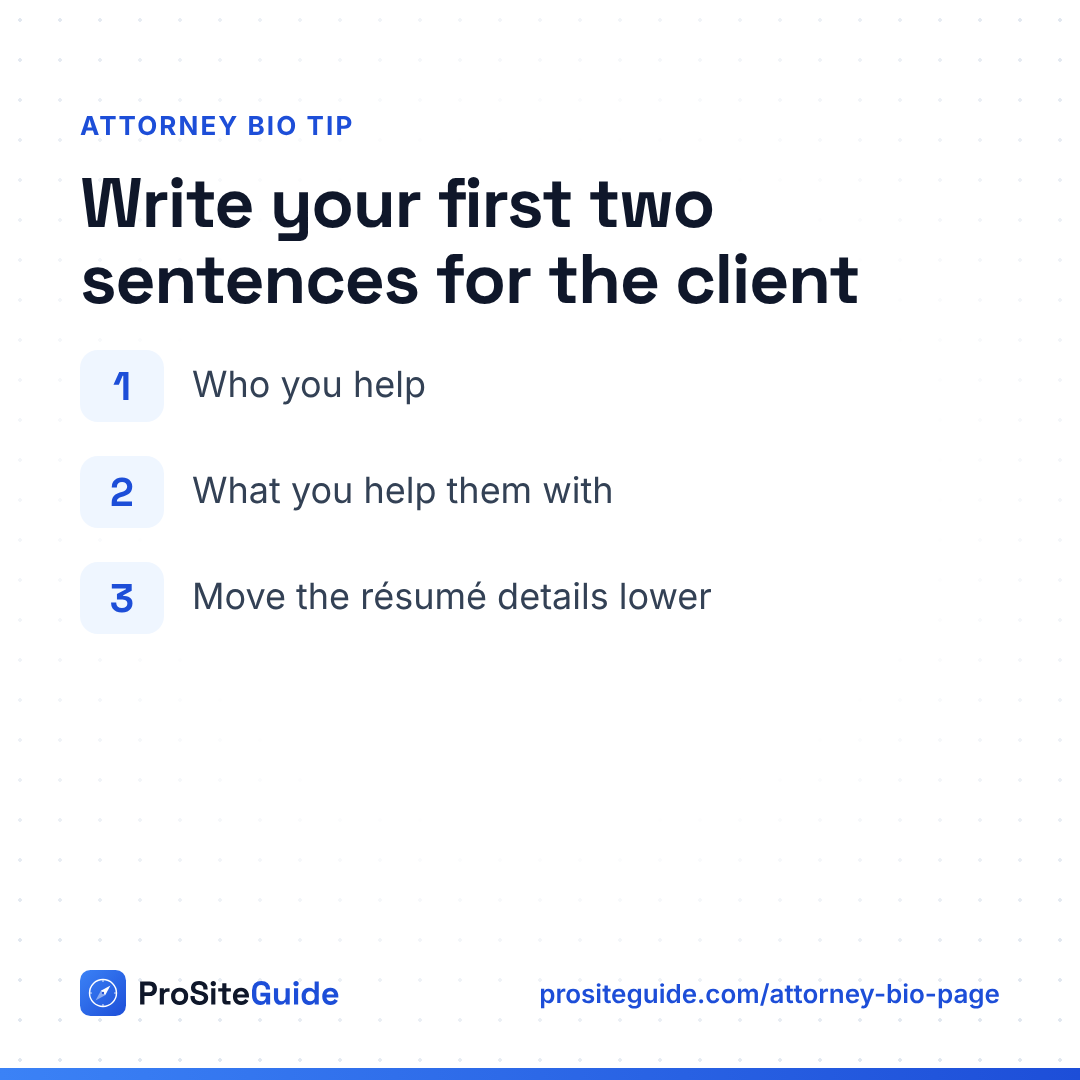 ATTORNEY BIO TIP
Write your first two
sentences for the client
1 Who you help
2 What you help them with
3 Move the résumé details lower
ProSiteGuide prositeguide.com/attorney-bio-page